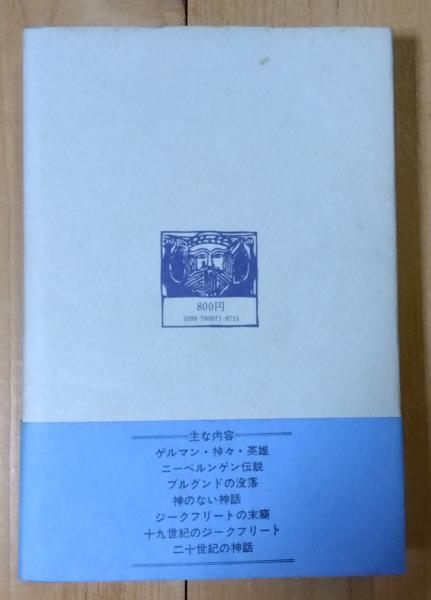 800円
1098-760971-8715
主な内容
ゲルマン・神々・英雄
ニーベルンゲン伝説
ブルグンドの没落
神のない神話
ジークフリートの末裔
十九世紀のジークフリート
二十世紀の神話